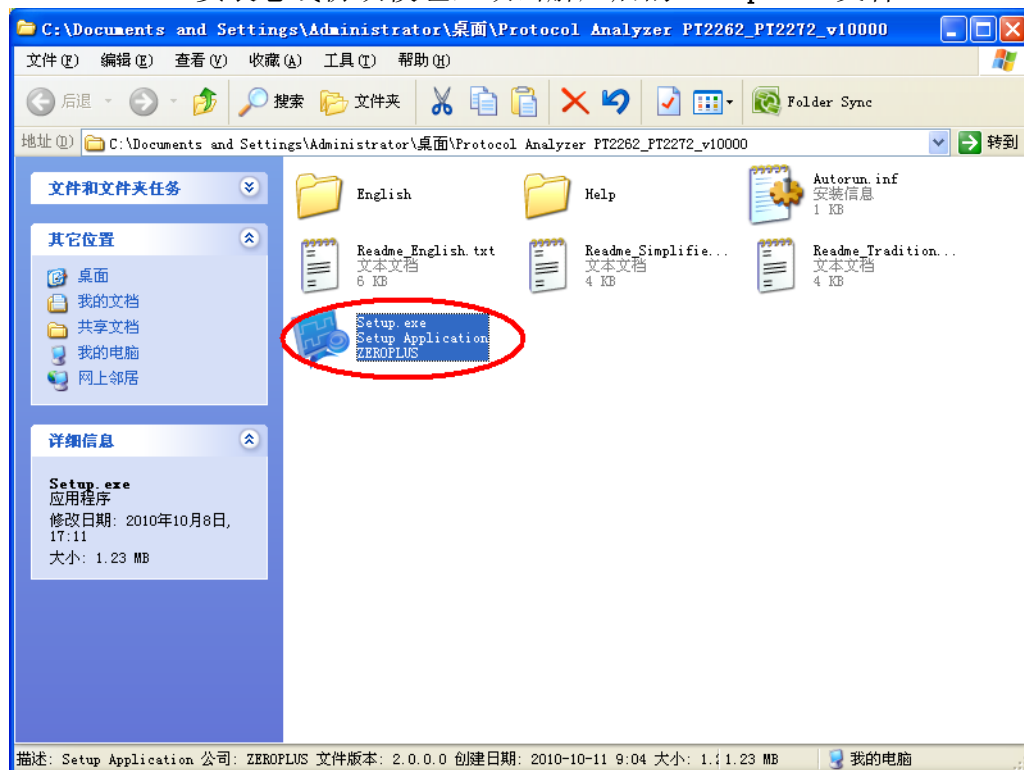 C:\Documents and Settings\Administrator\桌面\Protocol Analyzer PT2262_PT2272_v10000
文件(F) 编辑(E) 查看(V) 收藏(A) 工具(T) 帮助(H)
后退 搜索 文件夹 Folder Sync
地址(D) C:\Documents and Settings\Administrator\桌面\Protocol Analyzer PT2262_PT2272_v10000 转到
文件和文件夹任务
其它位置
桌面
我的文档
共享文档
我的电脑
网上邻居
详细信息
Setup.exe
应用程序
修改日期: 2010年10月8日,
17:11
大小: 1.23 MB
English
Help
Autorun.inf
安装信息
1 KB
Readme_English.txt
文本文档
6 KB
Readme_Simplifie...
文本文档
4 KB
Readme_Tradition...
文本文档
4 KB
Setup.exe
Setup Application
ZEROPLUS
描述: Setup Application 公司: ZEROPLUS 文件版本: 2.0.0.0 创建日期: 2010-10-11 9:04 大小: 1.23 MB 我的电脑